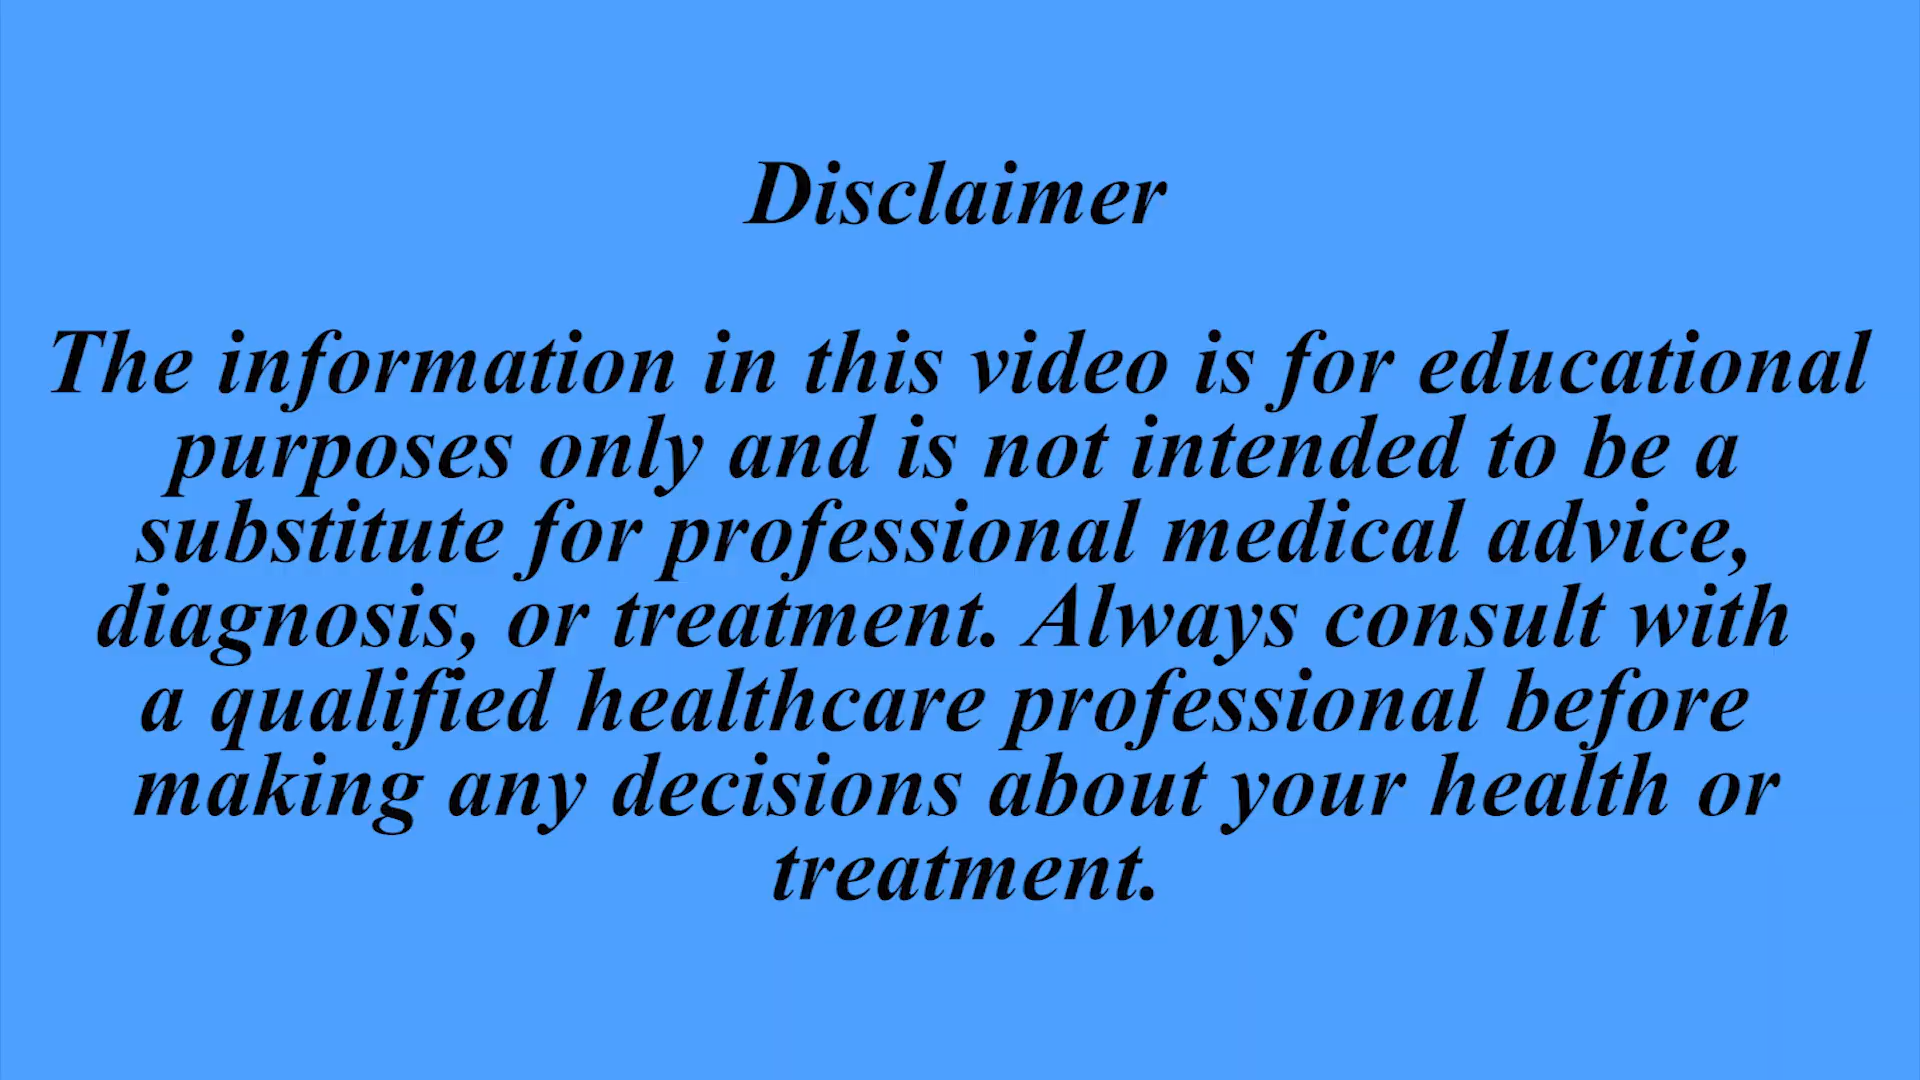 Disclaimer
The information in this video is for educational
purposes only and is not intended to be a
substitute for professional medical advice,
diagnosis, or treatment. Always consult with
a qualified healthcare professional before
making any decisions about your health or
treatment.